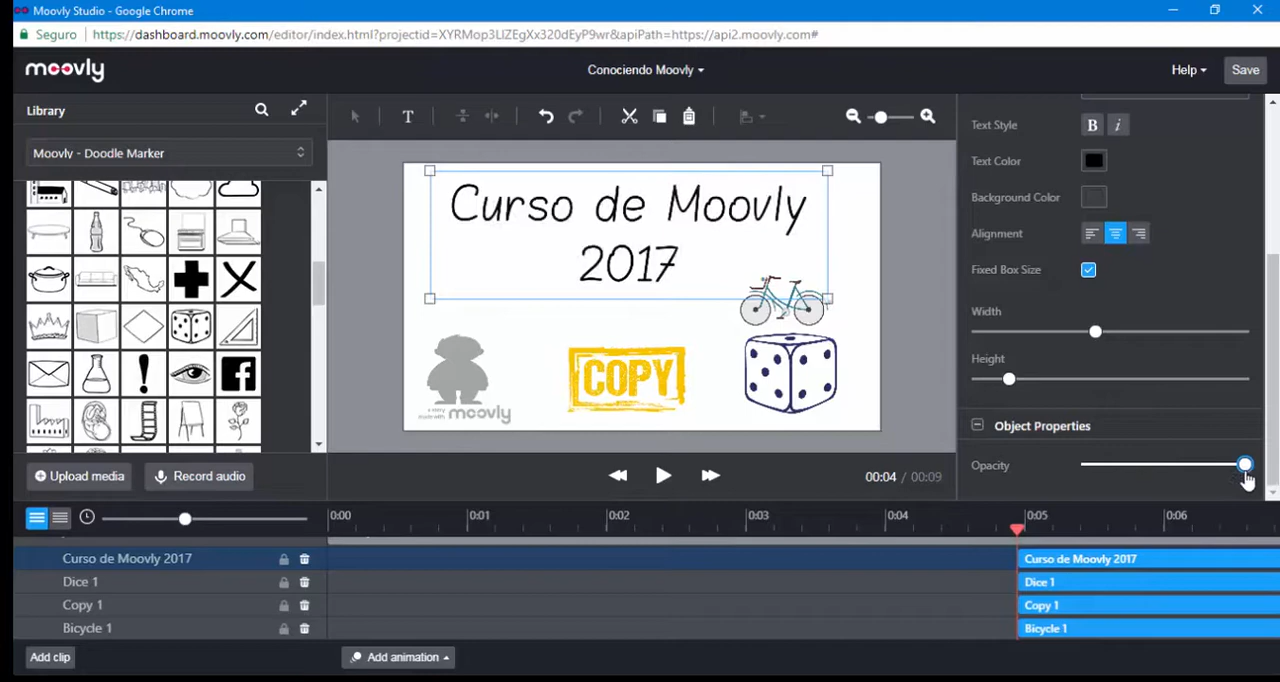 Moovly Studio - Google Chrome
Seguro https://dashboard.moovly.com/editor/index.html?projectid=XYRMop3LlZEgXx320dEyP9wr&apiPath=https://api2.moovly.com#
moovly Conociendo Moovly Help Save
Library
T
Moovly - Doodle Marker
Curso de Moovly
2017
COPY
made with moovly
Text Style B i
Text Color
Background Color
Alignment
Fixed Box Size
Width
Height
Object Properties
Opacity
Upload media Record audio 00:04 / 00:09
0:00 0:01 0:02 0:03 0:04 0:05 0:06
Curso de Moovly 2017 Curso de Moovly 2017
Dice 1 Dice 1
Copy 1 Copy 1
Bicycle 1 Bicycle 1
Add clip Add animation